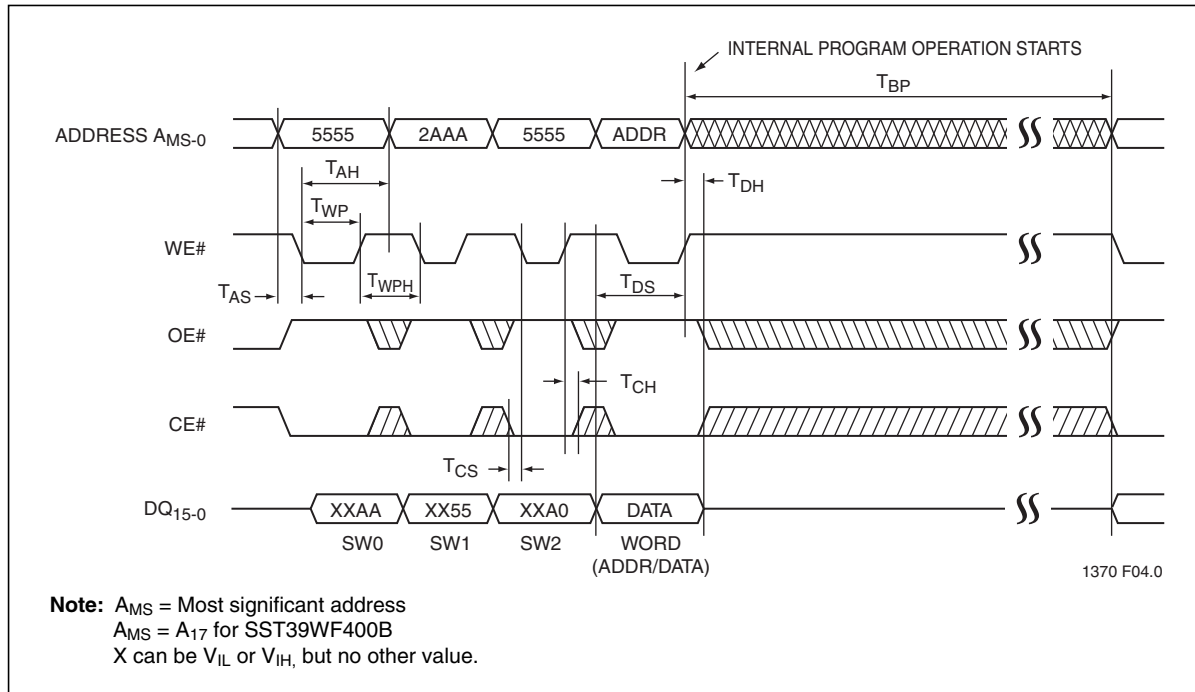 INTERNAL PROGRAM OPERATION STARTS
TBP
ADDRESS AMS-0
5555
2AAA
5555
ADDR
TAH
TDH
TWP
WE#
TWPH
TDS
TAS
OE#
TCH
CE#
TCS
DQ15-0
XXAA
XX55
XXA0
DATA
SW0
SW1
SW2
WORD
(ADDR/DATA)
1370 F04.0
Note: AMS = Most significant address
AMS = A17 for SST39WF400B
X can be VIL or VIH, but no other value.